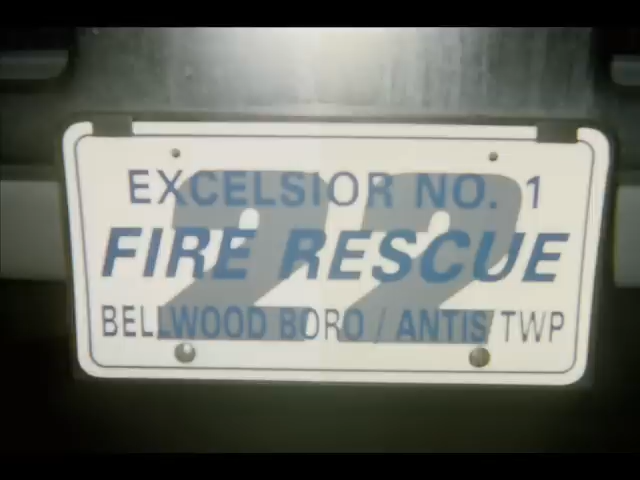 EXCELSIOR NO. 1
FIRE RESCUE
BELLWOOD BORO / ANTIS TWP
22